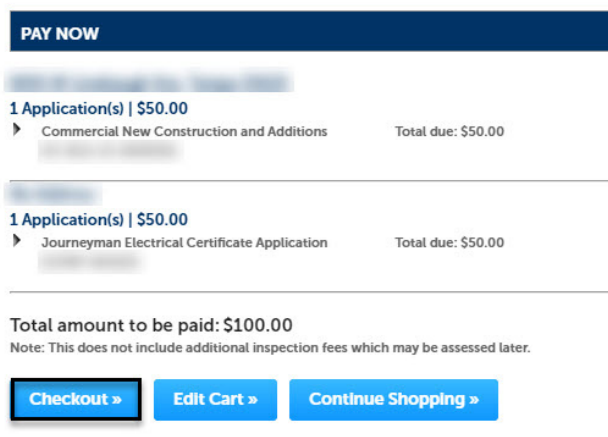 PAY NOW
1 Application(s) | $50.00
Commercial New Construction and Additions Total due: $50.00
1 Application(s) | $50.00
Journeyman Electrical Certificate Application Total due: $50.00
Total amount to be paid: $100.00
Note: This does not include additional inspection fees which may be assessed later.
Checkout » Edit Cart » Continue Shopping »